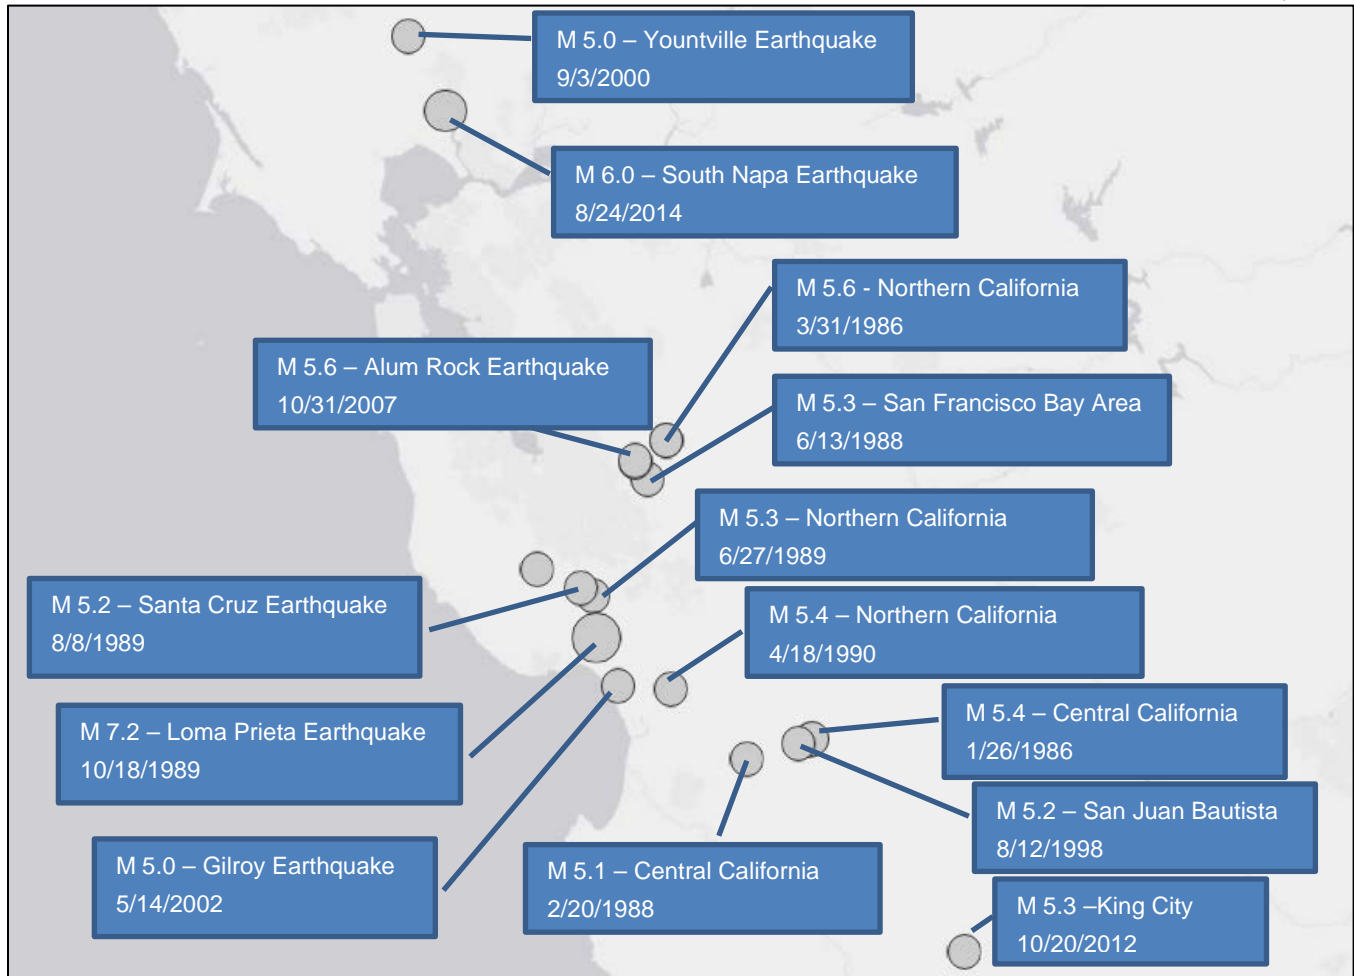 M 5.0 – Yountville Earthquake
9/3/2000
M 6.0 – South Napa Earthquake
8/24/2014
M 5.6 - Northern California
3/31/1986
M 5.6 – Alum Rock Earthquake
10/31/2007
M 5.3 – San Francisco Bay Area
6/13/1988
M 5.3 – Northern California
6/27/1989
M 5.2 – Santa Cruz Earthquake
8/8/1989
M 5.4 – Northern California
4/18/1990
M 7.2 – Loma Prieta Earthquake
10/18/1989
M 5.4 – Central California
1/26/1986
M 5.2 – San Juan Bautista
8/12/1998
M 5.0 – Gilroy Earthquake
5/14/2002
M 5.1 – Central California
2/20/1988
M 5.3 –King City
10/20/2012